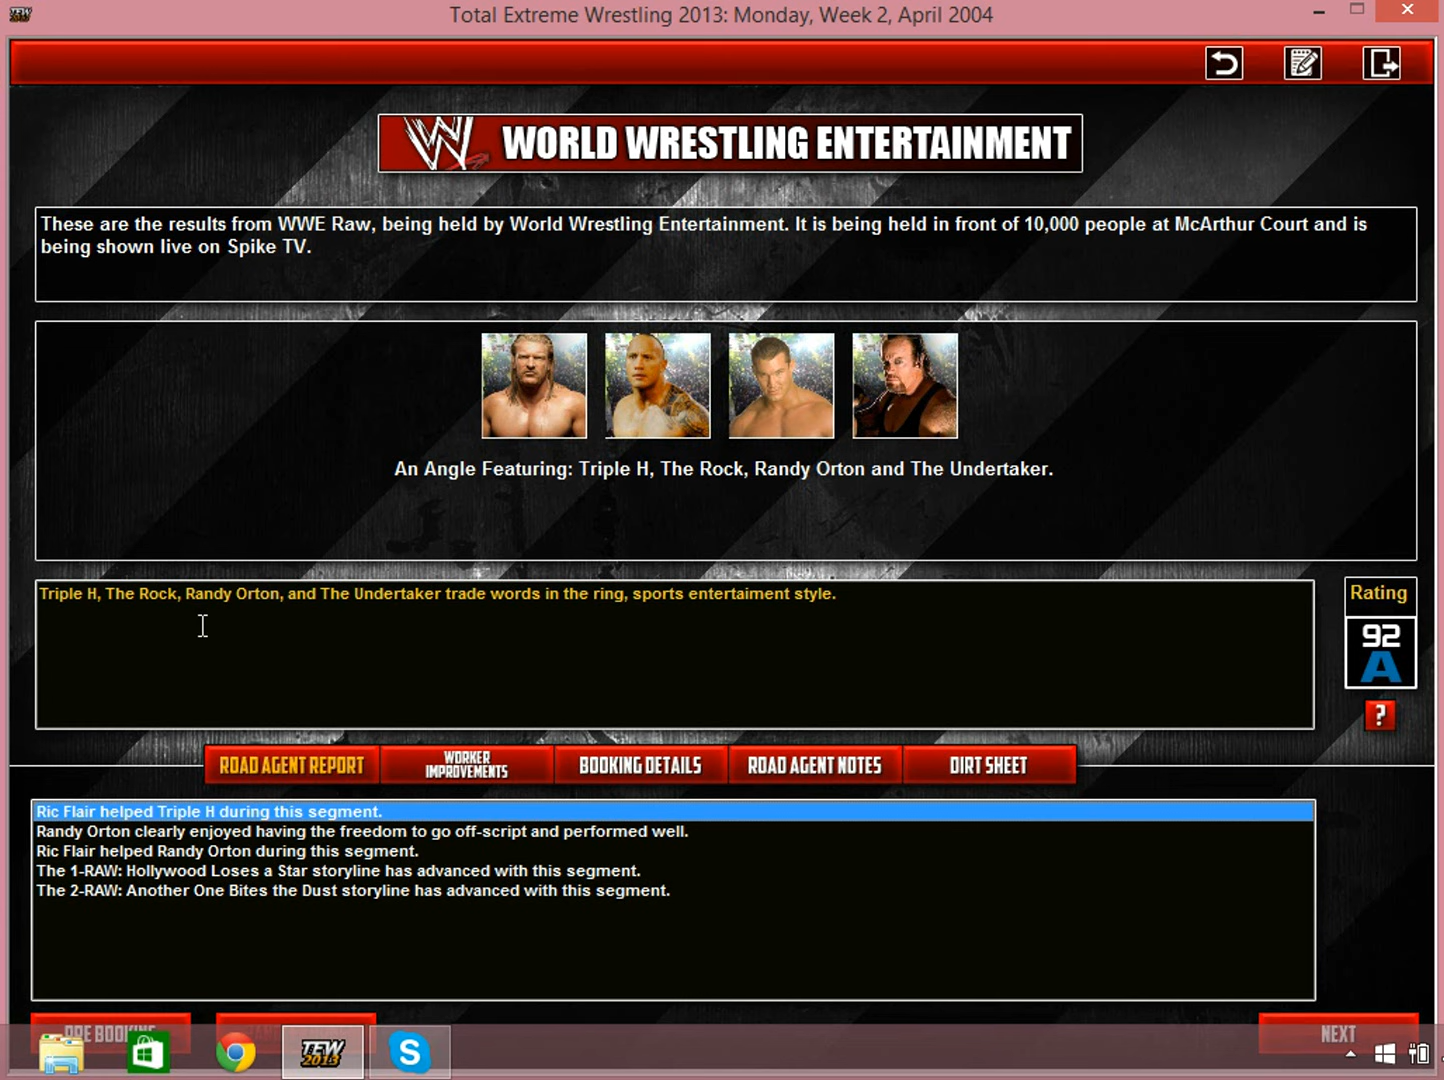 Total Extreme Wrestling 2013: Monday, Week 2, April 2004
WORLD WRESTLING ENTERTAINMENT
These are the results from WWE Raw, being held by World Wrestling Entertainment. It is being held in front of 10,000 people at McArthur Court and is
being shown live on Spike TV.
An Angle Featuring: Triple H, The Rock, Randy Orton and The Undertaker.
Triple H, The Rock, Randy Orton, and The Undertaker trade words in the ring, sports entertaiment style.
Rating
92
A
?
ROAD AGENT REPORT
WORKER
IMPROVEMENTS
BOOKING DETAILS
ROAD AGENT NOTES
DIRT SHEET
Ric Flair helped Triple H during this segment.
Randy Orton clearly enjoyed having the freedom to go off-script and performed well.
Ric Flair helped Randy Orton during this segment.
The 1-RAW: Hollywood Loses a Star storyline has advanced with this segment.
The 2-RAW: Another One Bites the Dust storyline has advanced with this segment.
NEXT
TEW
2013
S